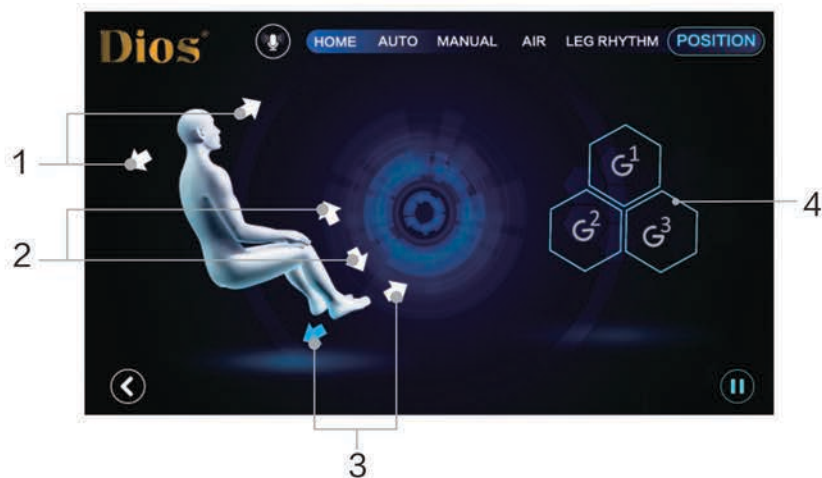 Dios®
HOME AUTO MANUAL AIR LEG RHYTHM POSITION
1
2
3
4
G1
G2 G3